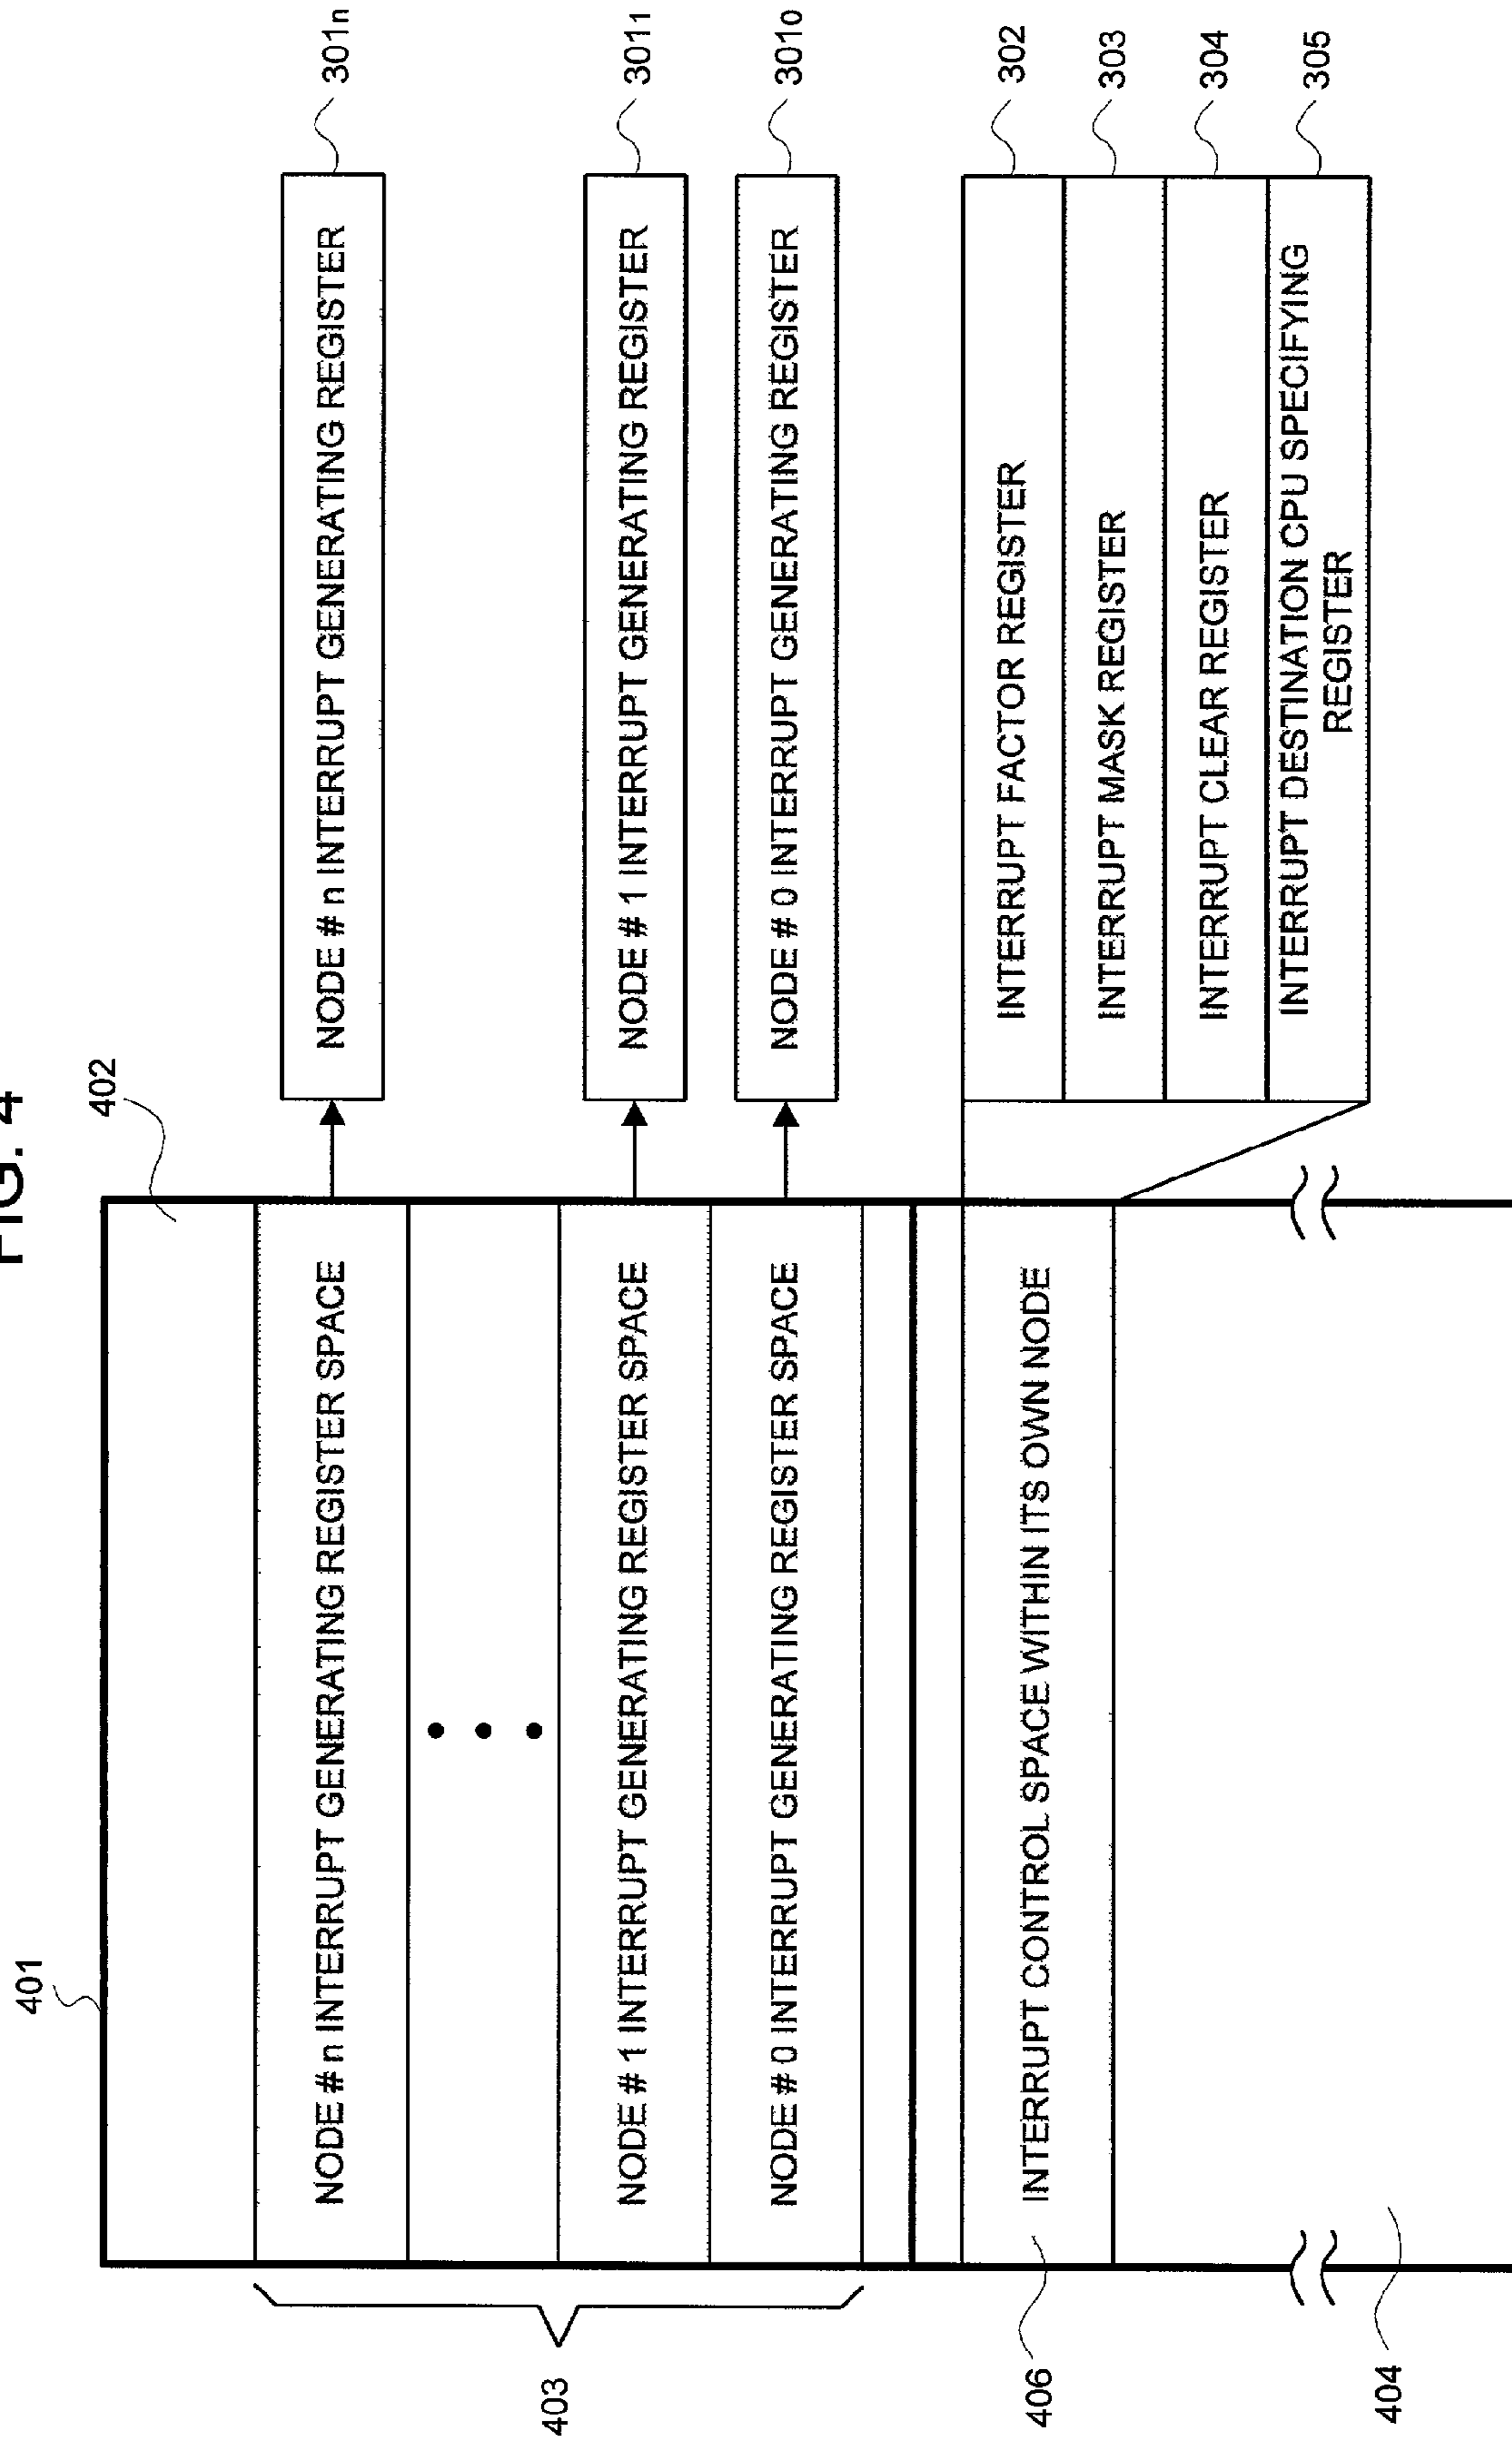 FIG. 4
401
402
NODE # n INTERRUPT GENERATING REGISTER SPACE
NODE # n INTERRUPT GENERATING REGISTER
301n
403
NODE # 1 INTERRUPT GENERATING REGISTER SPACE
NODE # 1 INTERRUPT GENERATING REGISTER
3011
NODE # 0 INTERRUPT GENERATING REGISTER SPACE
NODE # 0 INTERRUPT GENERATING REGISTER
3010
406
INTERRUPT CONTROL SPACE WITHIN ITS OWN NODE
INTERRUPT FACTOR REGISTER
302
INTERRUPT MASK REGISTER
303
INTERRUPT CLEAR REGISTER
304
INTERRUPT DESTINATION CPU SPECIFYING
REGISTER
305
404